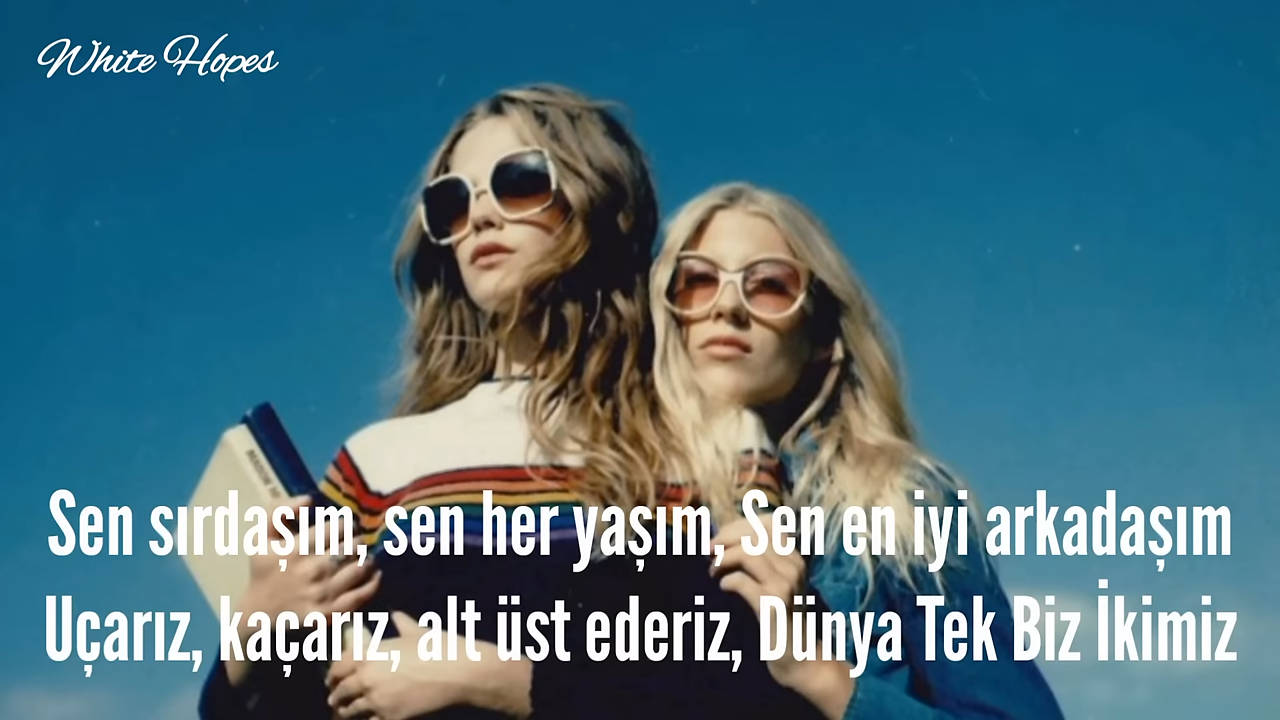 White Hopes
Sen sırdaşım, sen her yaşım, Sen en iyi arkadaşım
Uçarız, kaçarız, alt üst ederiz, Dünya Tek Biz İkimiz